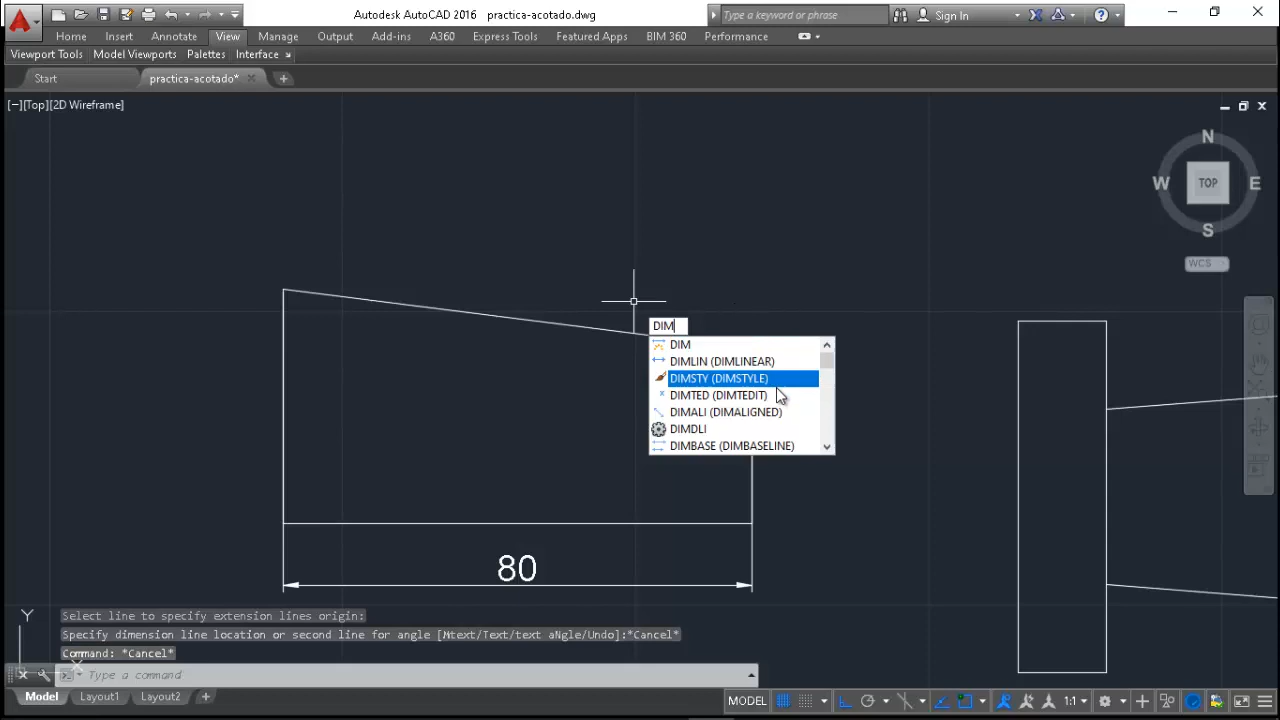 Autodesk AutoCAD 2016 practica-acotado.dwg
Type a keyword or phrase
Sign In
Home Insert Annotate View Manage Output Add-ins A360 Express Tools Featured Apps BIM 360 Performance
Viewport Tools Model Viewports Palettes Interface
Start
practica-acotado*
[−][Top][2D Wireframe]
N
W
TOP
E
S
WCS
DIM
DIM
DIMLIN (DIMLINEAR)
DIMSTY (DIMSTYLE)
DIMTED (DIMTEDIT)
DIMALI (DIMALIGNED)
DIMDLI
DIMBASE (DIMBASELINE)
80
Y
X
Select line to specify extension lines origin:
Specify dimension line location or second line for angle [Mtext/Text/text aNgle/Undo]:*Cancel*
Command: *Cancel*
Type a command
Model Layout1 Layout2
MODEL
1:1